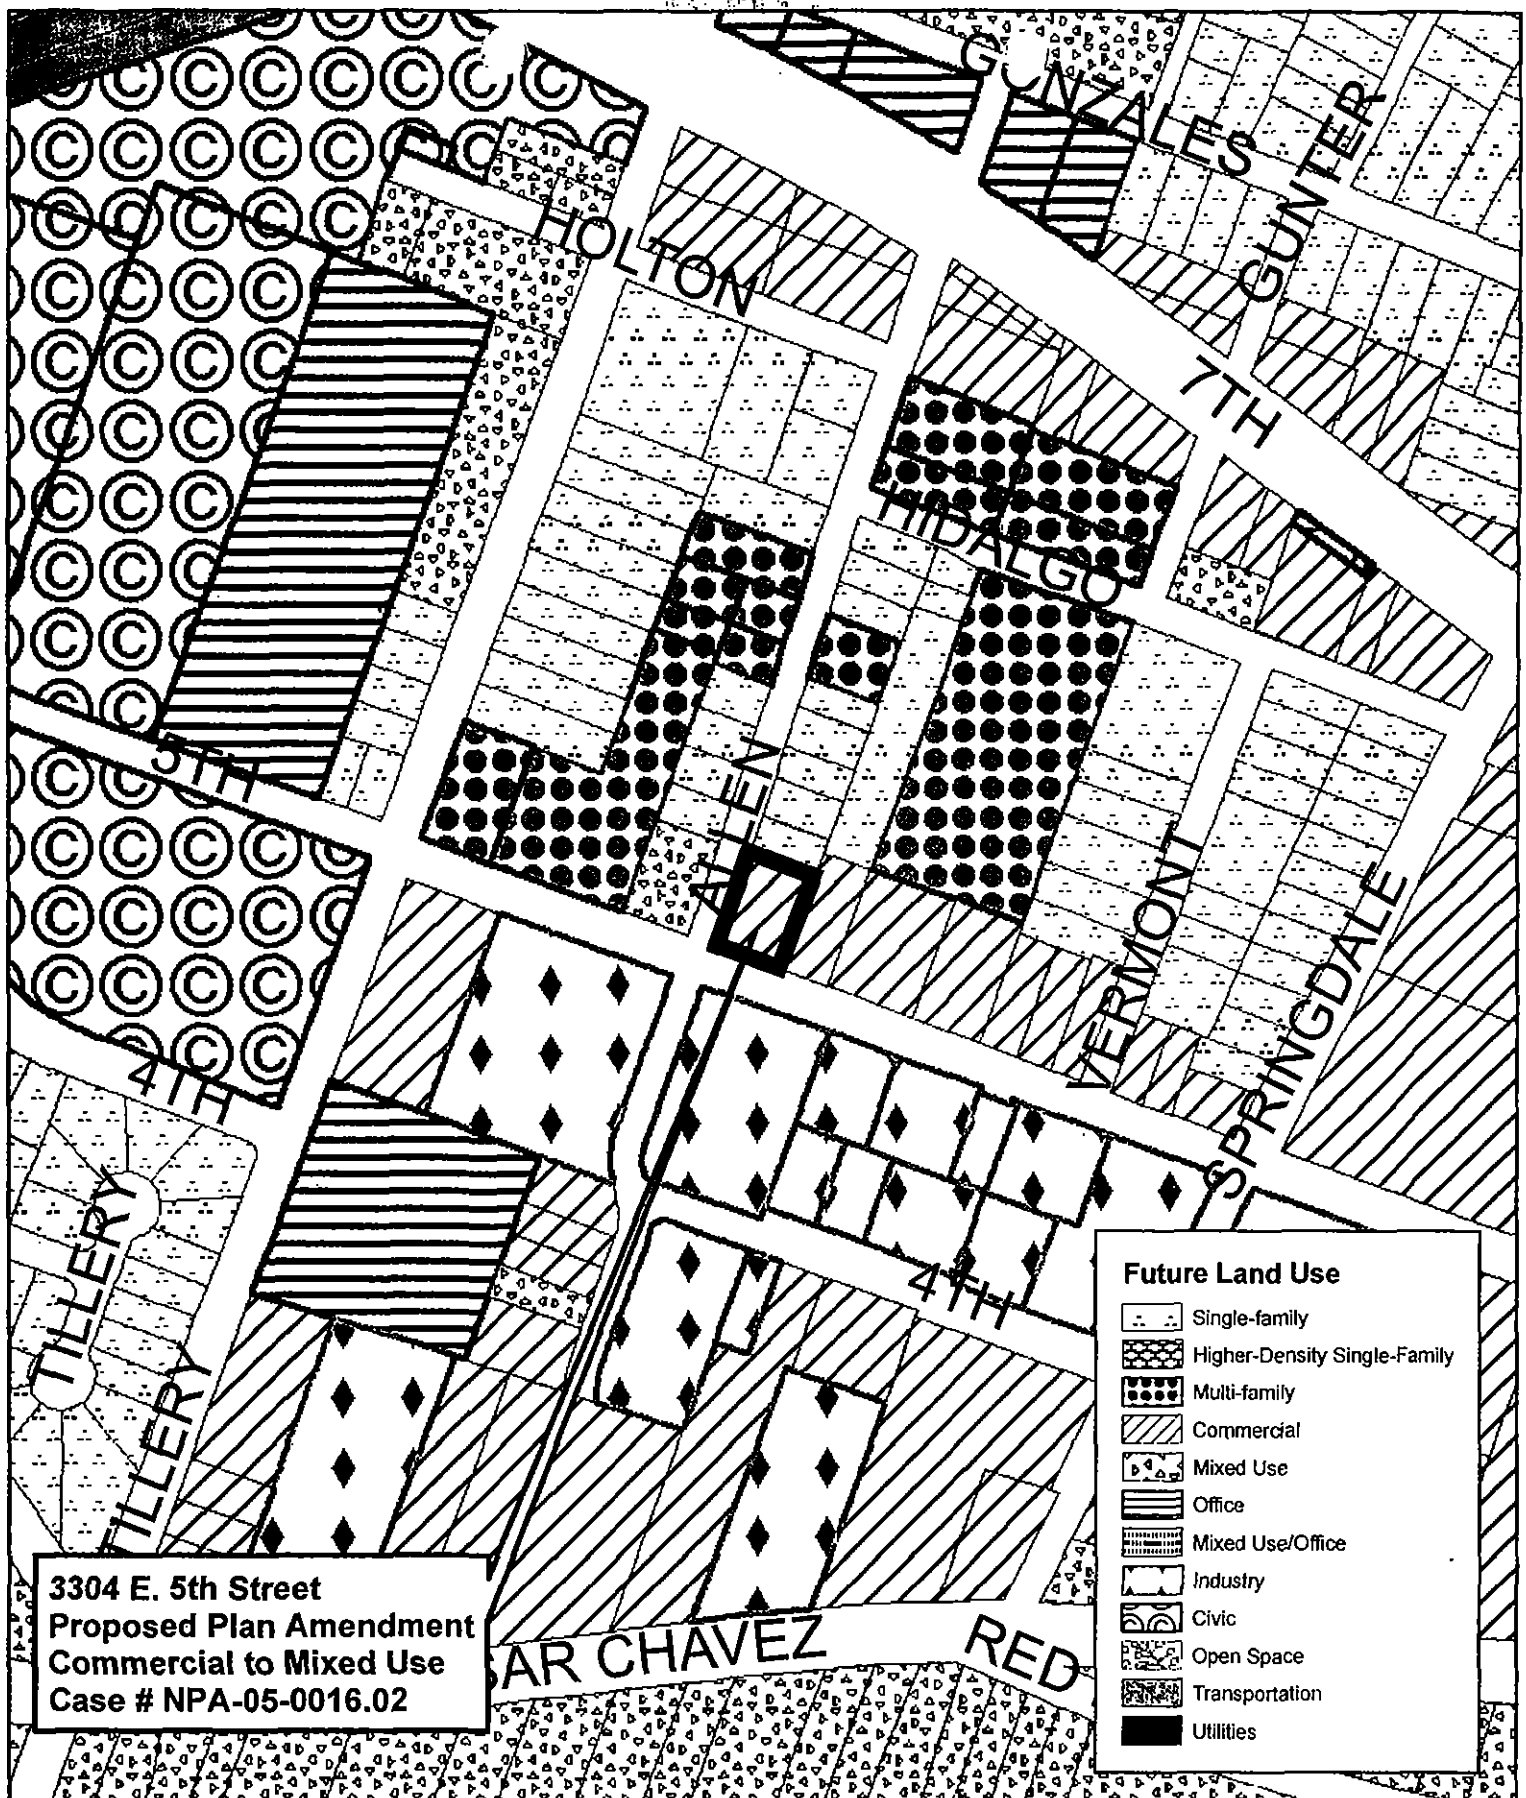 GONZALES
GUNTER
HOLTON
7TH
HIDALGO
5TH
ALLEN
VERMONT
SPRINGDALE
4TH
TILLERY
4TH
TILLERY
SAR CHAVEZ
RED
3304 E. 5th Street
Proposed Plan Amendment
Commercial to Mixed Use
Case # NPA-05-0016.02
Future Land Use
Single-family
Higher-Density Single-Family
Multi-family
Commercial
Mixed Use
Office
Mixed Use/Office
Industry
Civic
Open Space
Transportation
Utilities